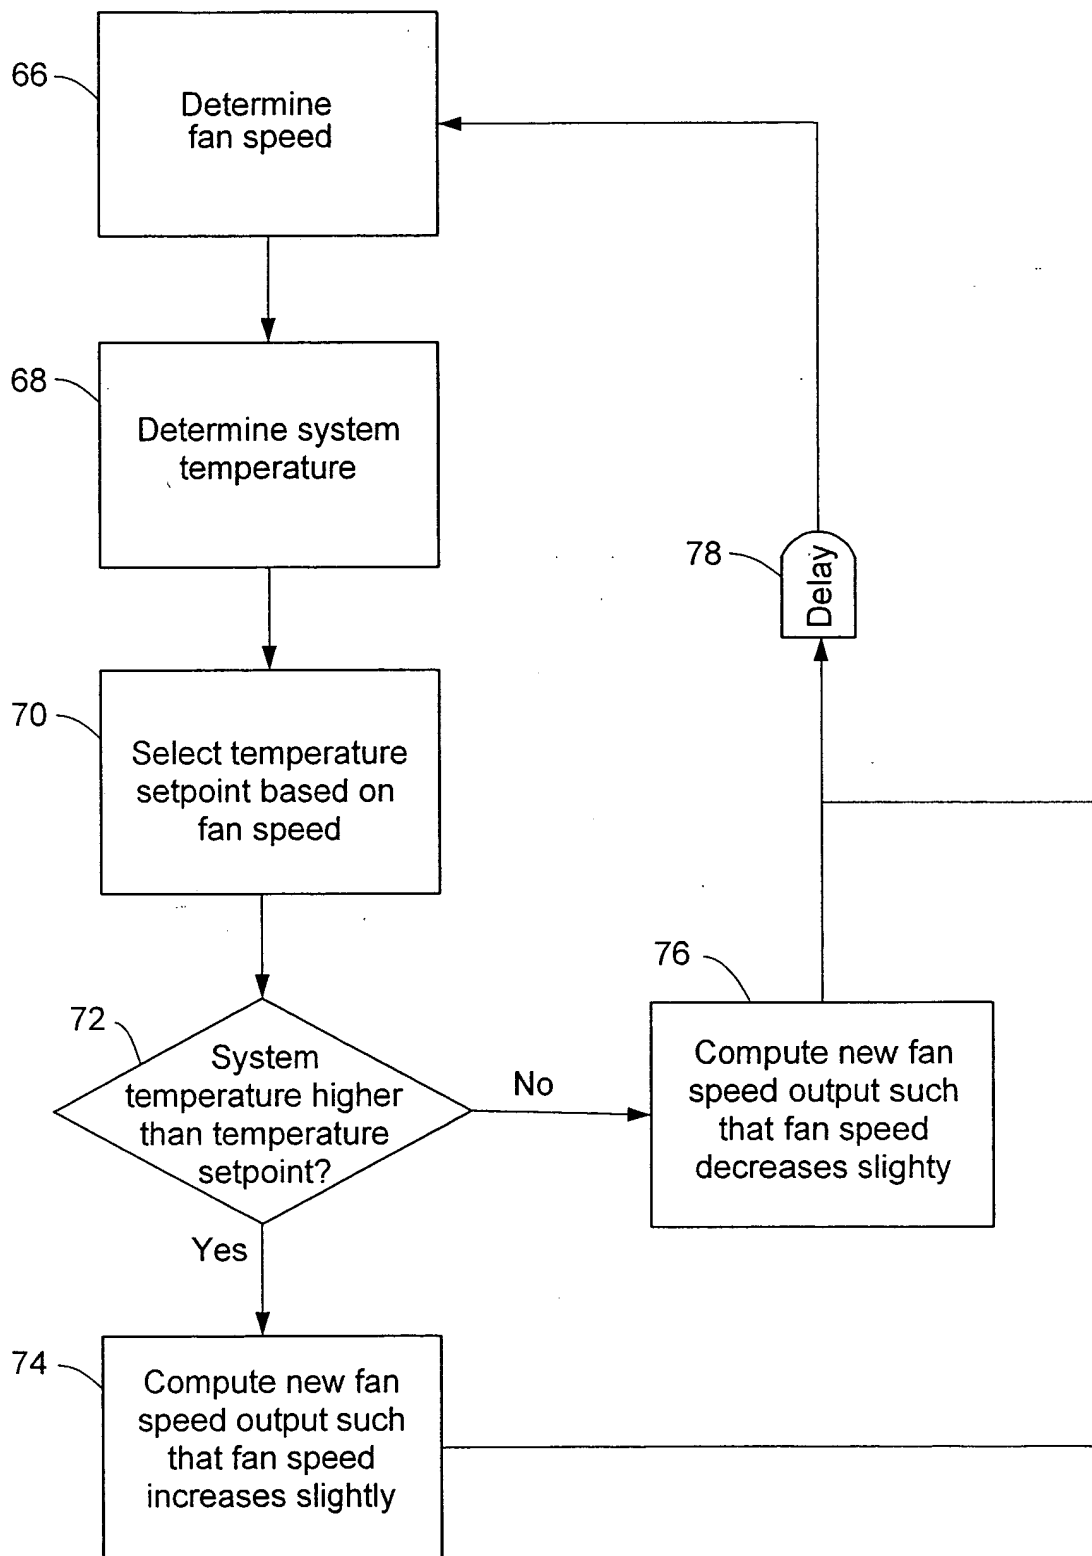 66
Determine
fan speed
68
Determine system
temperature
78
Delay
70
Select temperature
setpoint based on
fan speed
76
Compute new fan
speed output such
that fan speed
decreases slighty
72
System
temperature higher
than temperature
setpoint?
No
Yes
74
Compute new fan
speed output such
that fan speed
increases slightly